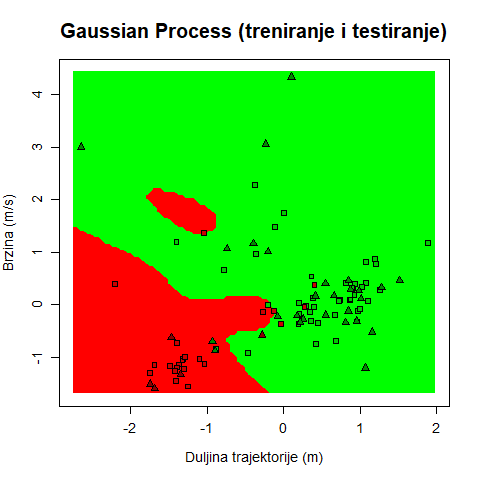 Gaussian Process (treniranje i testiranje)
Brzina (m/s)
4
3
2
1
0
-1
-2 -1 0 1 2
Duljina trajektorije (m)